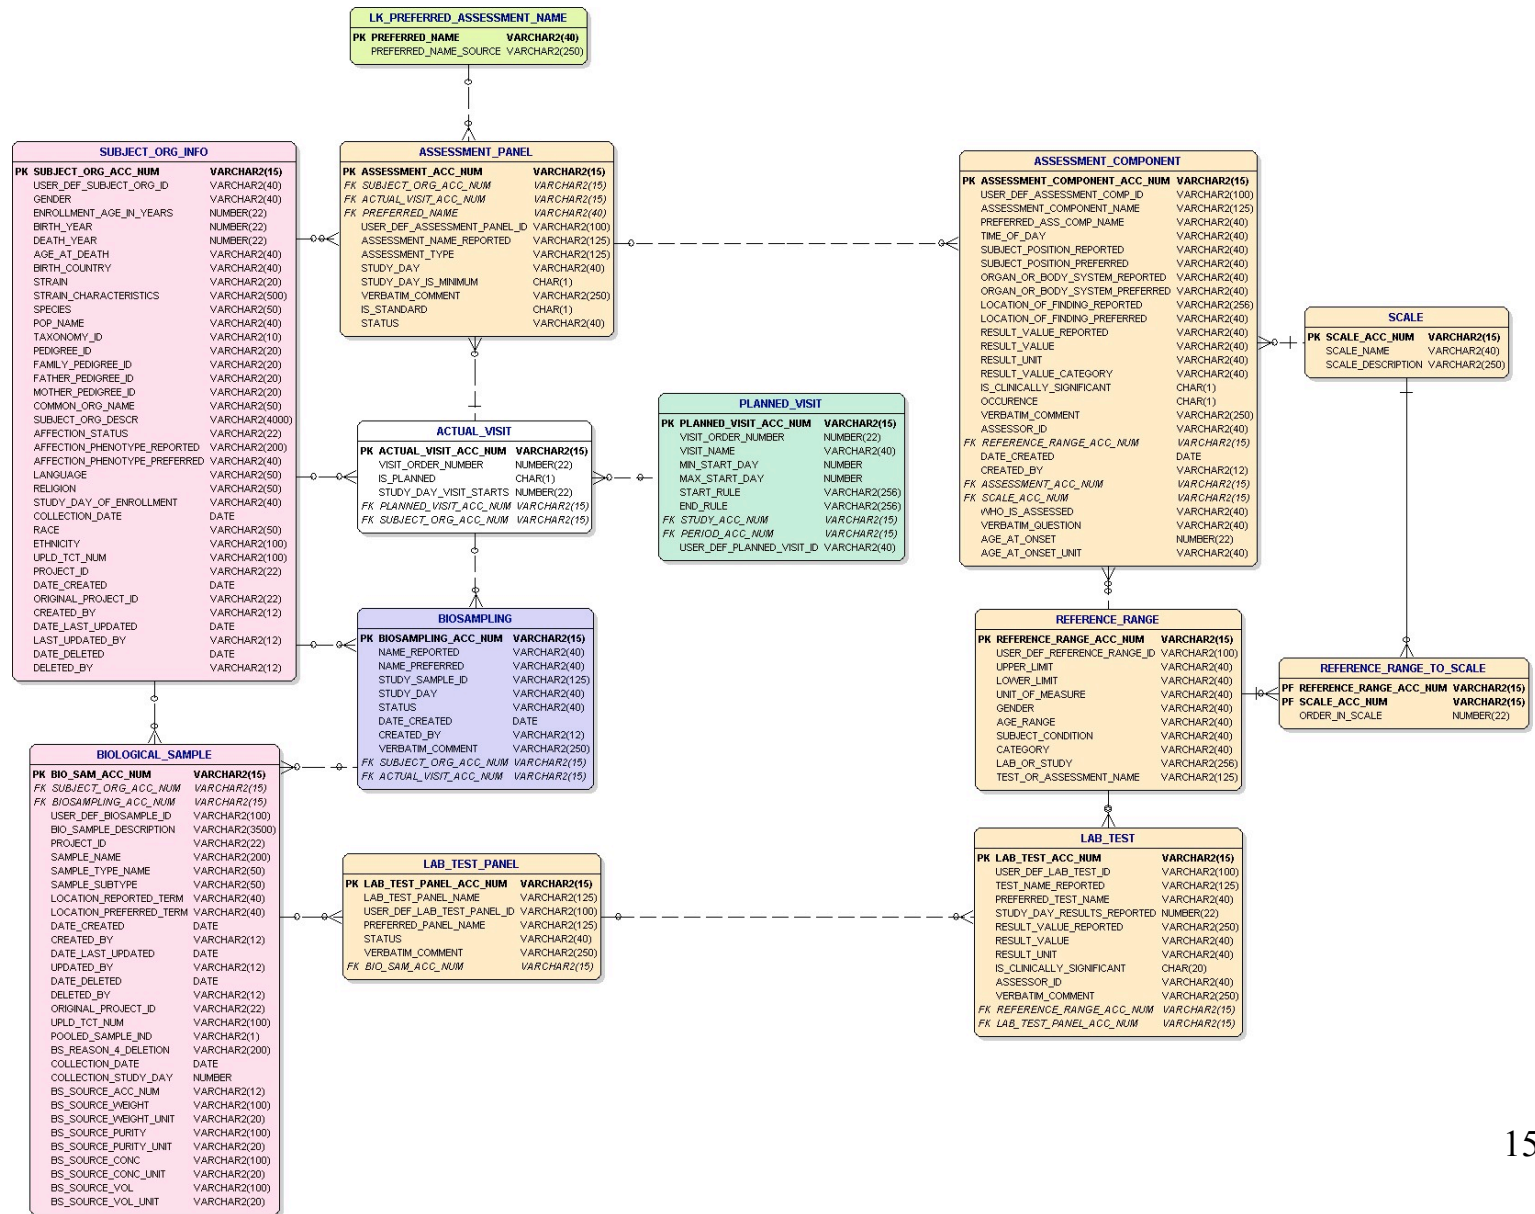 LK_PREFERRED_ASSESSMENT_NAME
PK PREFERRED_NAME VARCHAR2(40)
PREFERRED_NAME_SOURCE VARCHAR2(250)
SUBJECT_ORG_INFO
PK SUBJECT_ORG_ACC_NUM VARCHAR2(15)
USER_DEF_SUBJECT_ORG_ID VARCHAR2(40)
GENDER VARCHAR2(40)
ENROLLMENT_AGE_IN_YEARS NUMBER(22)
BIRTH_YEAR NUMBER(22)
DEATH_YEAR NUMBER(22)
AGE_AT_DEATH VARCHAR2(40)
BIRTH_COUNTRY VARCHAR2(40)
STRAIN VARCHAR2(20)
STRAIN_CHARACTERISTICS VARCHAR2(500)
SPECIES VARCHAR2(50)
POP_NAME VARCHAR2(40)
TAXONOMY_ID VARCHAR2(10)
PEDIGREE_ID VARCHAR2(20)
FAMILY_PEDIGREE_ID VARCHAR2(20)
FATHER_PEDIGREE_ID VARCHAR2(20)
MOTHER_PEDIGREE_ID VARCHAR2(20)
COMMON_ORG_NAME VARCHAR2(50)
SUBJECT_ORG_DESCR VARCHAR2(4000)
AFFECTION_STATUS VARCHAR2(22)
AFFECTION_PHENOTYPE_REPORTED VARCHAR2(200)
AFFECTION_PHENOTYPE_PREFERRED VARCHAR2(40)
LANGUAGE VARCHAR2(50)
RELIGION VARCHAR2(50)
STUDY_DAY_OF_ENROLLMENT VARCHAR2(40)
COLLECTION_DATE DATE
RACE VARCHAR2(50)
ETHNICITY VARCHAR2(100)
UPLD_TCT_NUM VARCHAR2(100)
PROJECT_ID VARCHAR2(22)
DATE_CREATED DATE
ORIGINAL_PROJECT_ID VARCHAR2(22)
CREATED_BY VARCHAR2(12)
DATE_LAST_UPDATED DATE
LAST_UPDATED_BY VARCHAR2(12)
DATE_DELETED DATE
DELETED_BY VARCHAR2(12)
ASSESSMENT_PANEL
PK ASSESSMENT_ACC_NUM VARCHAR2(15)
FK SUBJECT_ORG_ACC_NUM VARCHAR2(15)
FK ACTUAL_VISIT_ACC_NUM VARCHAR2(15)
FK PREFERRED_NAME VARCHAR2(40)
USER_DEF_ASSESSMENT_PANEL_ID VARCHAR2(100)
ASSESSMENT_NAME_REPORTED VARCHAR2(125)
ASSESSMENT_TYPE VARCHAR2(125)
STUDY_DAY VARCHAR2(40)
STUDY_DAY_IS_MINIMUM CHAR(1)
VERBATIM_COMMENT VARCHAR2(250)
IS_STANDARD CHAR(1)
STATUS VARCHAR2(40)
ASSESSMENT_COMPONENT
PK ASSESSMENT_COMPONENT_ACC_NUM VARCHAR2(15)
USER_DEF_ASSESSMENT_COMP_ID VARCHAR2(100)
ASSESSMENT_COMPONENT_NAME VARCHAR2(125)
PREFERRED_ASS_COMP_NAME VARCHAR2(40)
TIME_OF_DAY VARCHAR2(40)
SUBJECT_POSITION_REPORTED VARCHAR2(40)
SUBJECT_POSITION_PREFERRED VARCHAR2(40)
ORGAN_OR_BODY_SYSTEM_REPORTED VARCHAR2(40)
ORGAN_OR_BODY_SYSTEM_PREFERRED VARCHAR2(40)
LOCATION_OF_FINDING_REPORTED VARCHAR2(256)
LOCATION_OF_FINDING_PREFERRED VARCHAR2(40)
RESULT_VALUE_REPORTED VARCHAR2(40)
RESULT_VALUE VARCHAR2(40)
RESULT_UNIT VARCHAR2(40)
RESULT_VALUE_CATEGORY VARCHAR2(40)
IS_CLINICALLY_SIGNIFICANT CHAR(1)
OCCURENCE CHAR(1)
VERBATIM_COMMENT VARCHAR2(250)
ASSESSOR_ID VARCHAR2(40)
FK REFERENCE_RANGE_ACC_NUM VARCHAR2(15)
DATE_CREATED DATE
CREATED_BY VARCHAR2(12)
FK ASSESSMENT_ACC_NUM VARCHAR2(15)
FK SCALE_ACC_NUM VARCHAR2(15)
WHO_IS_ASSESSED VARCHAR2(40)
VERBATIM_QUESTION VARCHAR2(40)
AGE_AT_ONSET NUMBER(22)
AGE_AT_ONSET_UNIT VARCHAR2(40)
SCALE
PK SCALE_ACC_NUM VARCHAR2(15)
SCALE_NAME VARCHAR2(40)
SCALE_DESCRIPTION VARCHAR2(250)
ACTUAL_VISIT
PK ACTUAL_VISIT_ACC_NUM VARCHAR2(15)
VISIT_ORDER_NUMBER NUMBER(22)
IS_PLANNED CHAR(1)
STUDY_DAY_VISIT_STARTS NUMBER(22)
FK PLANNED_VISIT_ACC_NUM VARCHAR2(15)
FK SUBJECT_ORG_ACC_NUM VARCHAR2(15)
PLANNED_VISIT
PK PLANNED_VISIT_ACC_NUM VARCHAR2(15)
VISIT_ORDER_NUMBER NUMBER(22)
VISIT_NAME VARCHAR2(40)
MIN_START_DAY NUMBER
MAX_START_DAY NUMBER
START_RULE VARCHAR2(256)
END_RULE VARCHAR2(256)
FK STUDY_ACC_NUM VARCHAR2(15)
FK PERIOD_ACC_NUM VARCHAR2(15)
USER_DEF_PLANNED_VISIT_ID VARCHAR2(40)
BIOSAMPLING
PK BIOSAMPLING_ACC_NUM VARCHAR2(15)
NAME_REPORTED VARCHAR2(40)
NAME_PREFERRED VARCHAR2(40)
STUDY_SAMPLE_ID VARCHAR2(125)
STUDY_DAY VARCHAR2(40)
STATUS VARCHAR2(40)
DATE_CREATED DATE
CREATED_BY VARCHAR2(12)
VERBATIM_COMMENT VARCHAR2(250)
FK SUBJECT_ORG_ACC_NUM VARCHAR2(15)
FK ACTUAL_VISIT_ACC_NUM VARCHAR2(15)
REFERENCE_RANGE
PK REFERENCE_RANGE_ACC_NUM VARCHAR2(15)
USER_DEF_REFERENCE_RANGE_ID VARCHAR2(100)
UPPER_LIMIT VARCHAR2(40)
LOWER_LIMIT VARCHAR2(40)
UNIT_OF_MEASURE VARCHAR2(40)
GENDER VARCHAR2(40)
AGE_RANGE VARCHAR2(40)
SUBJECT_CONDITION VARCHAR2(40)
CATEGORY VARCHAR2(40)
LAB_OR_STUDY VARCHAR2(256)
TEST_OR_ASSESSMENT_NAME VARCHAR2(125)
REFERENCE_RANGE_TO_SCALE
PF REFERENCE_RANGE_ACC_NUM VARCHAR2(15)
PF SCALE_ACC_NUM VARCHAR2(15)
ORDER_IN_SCALE NUMBER(22)
BIOLOGICAL_SAMPLE
PK BIO_SAM_ACC_NUM VARCHAR2(15)
FK SUBJECT_ORG_ACC_NUM VARCHAR2(15)
FK BIOSAMPLING_ACC_NUM VARCHAR2(15)
USER_DEF_BIOSAMPLE_ID VARCHAR2(100)
BIO_SAMPLE_DESCRIPTION VARCHAR2(3500)
PROJECT_ID VARCHAR2(22)
SAMPLE_NAME VARCHAR2(200)
SAMPLE_TYPE_NAME VARCHAR2(50)
SAMPLE_SUBTYPE VARCHAR2(50)
LOCATION_REPORTED_TERM VARCHAR2(40)
LOCATION_PREFERRED_TERM VARCHAR2(40)
DATE_CREATED DATE
CREATED_BY VARCHAR2(12)
DATE_LAST_UPDATED DATE
UPDATED_BY VARCHAR2(12)
DATE_DELETED DATE
DELETED_BY VARCHAR2(12)
ORIGINAL_PROJECT_ID VARCHAR2(22)
UPLD_TCT_NUM VARCHAR2(100)
POOLED_SAMPLE_IND VARCHAR2(1)
BS_REASON_4_DELETION VARCHAR2(200)
COLLECTION_DATE DATE
COLLECTION_STUDY_DAY NUMBER
BS_SOURCE_ACC_NUM VARCHAR2(12)
BS_SOURCE_WEIGHT VARCHAR2(100)
BS_SOURCE_WEIGHT_UNIT VARCHAR2(20)
BS_SOURCE_PURITY VARCHAR2(100)
BS_SOURCE_PURITY_UNIT VARCHAR2(20)
BS_SOURCE_CONC VARCHAR2(100)
BS_SOURCE_CONC_UNIT VARCHAR2(20)
BS_SOURCE_VOL VARCHAR2(100)
BS_SOURCE_VOL_UNIT VARCHAR2(20)
LAB_TEST_PANEL
PK LAB_TEST_PANEL_ACC_NUM VARCHAR2(15)
LAB_TEST_PANEL_NAME VARCHAR2(125)
USER_DEF_LAB_TEST_PANEL_ID VARCHAR2(100)
PREFERRED_PANEL_NAME VARCHAR2(125)
STATUS VARCHAR2(40)
VERBATIM_COMMENT VARCHAR2(250)
FK BIO_SAM_ACC_NUM VARCHAR2(15)
LAB_TEST
PK LAB_TEST_ACC_NUM VARCHAR2(15)
USER_DEF_LAB_TEST_ID VARCHAR2(100)
TEST_NAME_REPORTED VARCHAR2(125)
PREFERRED_TEST_NAME VARCHAR2(40)
STUDY_DAY_RESULTS_REPORTED NUMBER(22)
RESULT_VALUE_REPORTED VARCHAR2(250)
RESULT_VALUE VARCHAR2(40)
RESULT_UNIT VARCHAR2(40)
IS_CLINICALLY_SIGNIFICANT CHAR(20)
ASSESSOR_ID VARCHAR2(40)
VERBATIM_COMMENT VARCHAR2(250)
FK REFERENCE_RANGE_ACC_NUM VARCHAR2(15)
FK LAB_TEST_PANEL_ACC_NUM VARCHAR2(15)
15